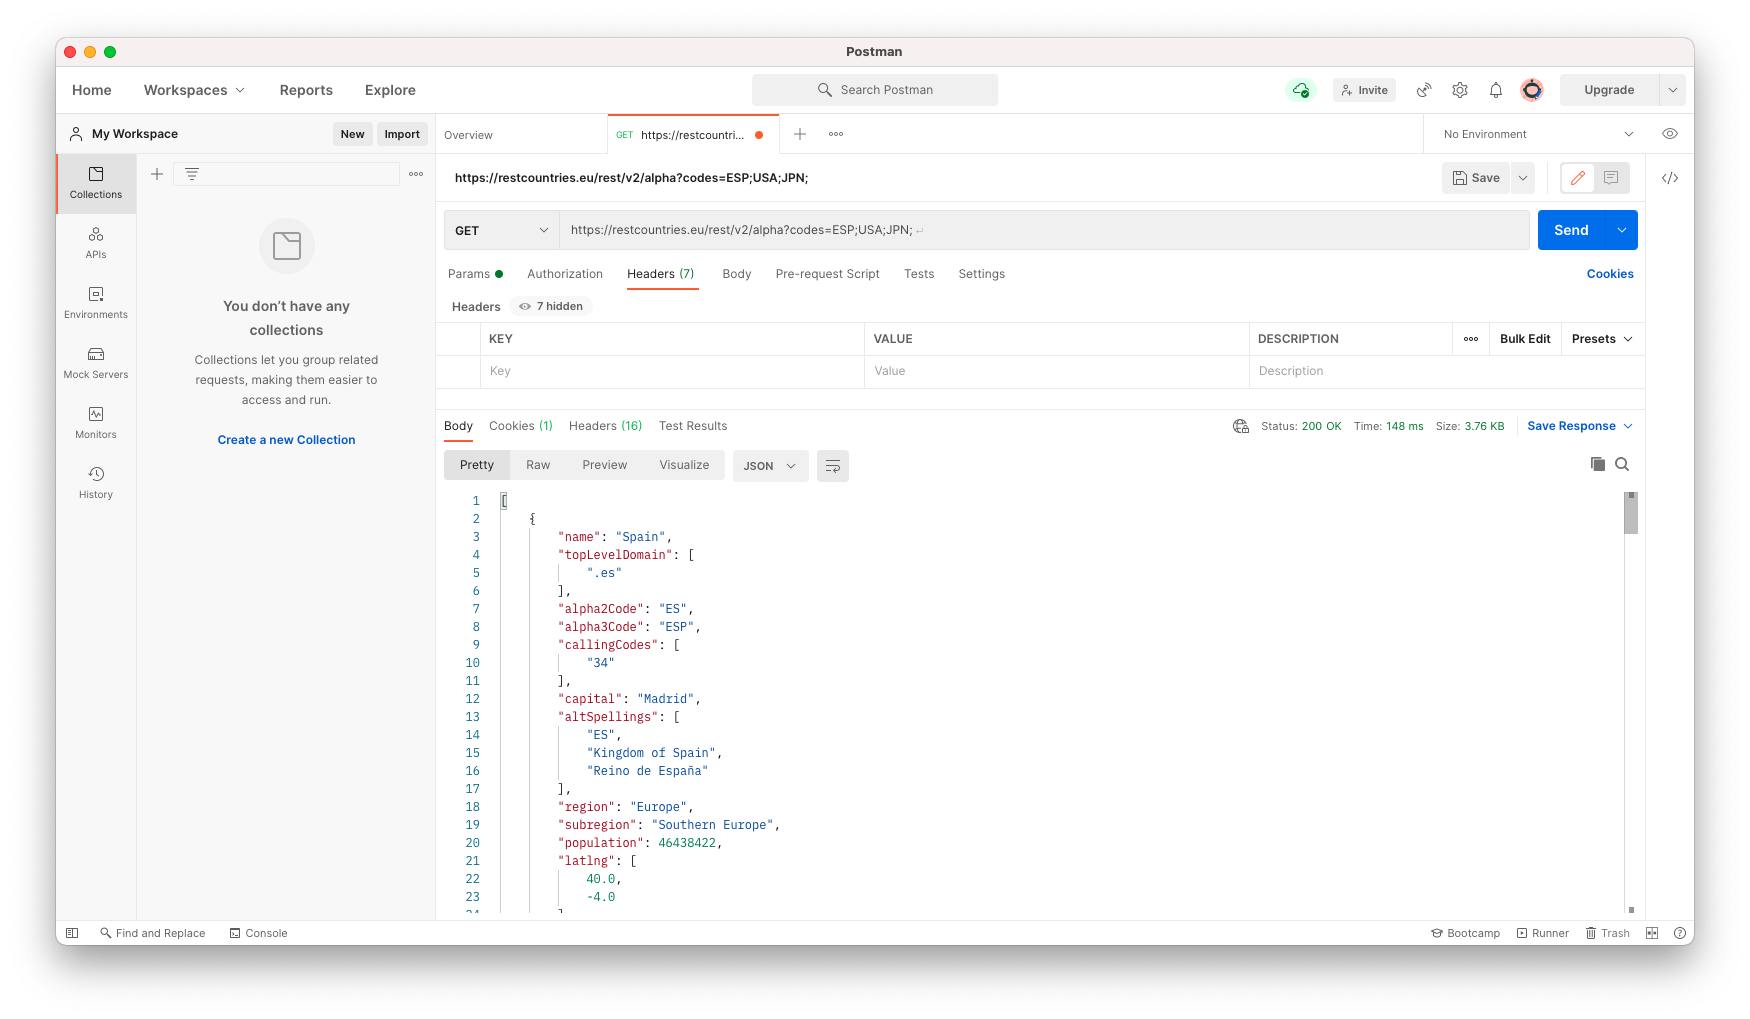 Postman
Home Workspaces Reports Explore Search Postman Invite Upgrade
My Workspace New Import Overview GET https://restcountri... No Environment
Collections
APIs
Environments
Mock Servers
Monitors
History
You don’t have any
collections
Collections let you group related
requests, making them easier to
access and run.
Create a new Collection
https://restcountries.eu/rest/v2/alpha?codes=ESP;USA;JPN; Save </>
GET https://restcountries.eu/rest/v2/alpha?codes=ESP;USA;JPN; Send
Params Authorization Headers (7) Body Pre-request Script Tests Settings Cookies
Headers 7 hidden
KEY VALUE DESCRIPTION Bulk Edit Presets
Key Value Description
Body Cookies (1) Headers (16) Test Results Status: 200 OK Time: 148 ms Size: 3.76 KB Save Response
Pretty Raw Preview Visualize JSON
1 [
2 {
3 "name": "Spain",
4 "topLevelDomain": [
5 ".es"
6 ],
7 "alpha2Code": "ES",
8 "alpha3Code": "ESP",
9 "callingCodes": [
10 "34"
11 ],
12 "capital": "Madrid",
13 "altSpellings": [
14 "ES",
15 "Kingdom of Spain",
16 "Reino de España"
17 ],
18 "region": "Europe",
19 "subregion": "Southern Europe",
20 "population": 46438422,
21 "latlng": [
22 40.0,
23 -4.0
Find and Replace Console Bootcamp Runner Trash